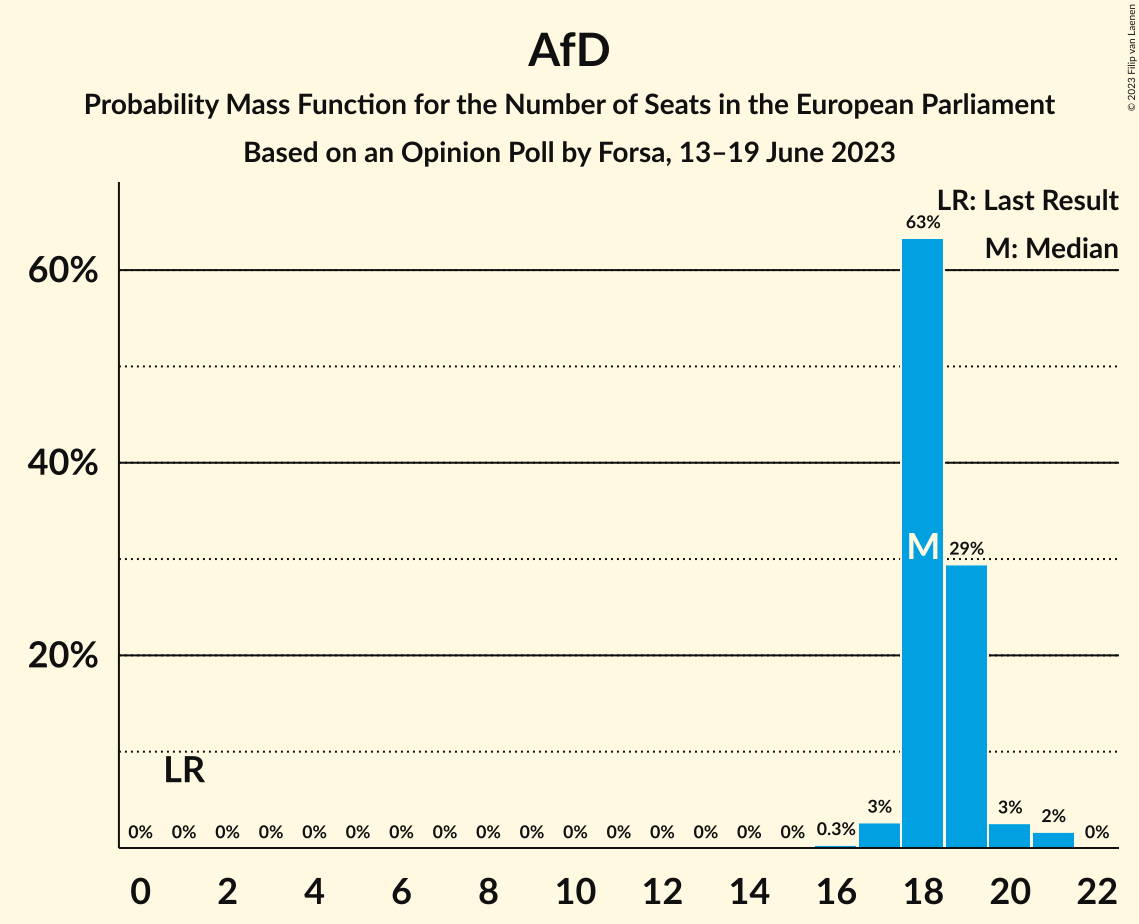 AfD
Probability Mass Function for the Number of Seats in the European Parliament
Based on an Opinion Poll by Forsa, 13–19 June 2023
© 2023 Filip van Laenen
LR: Last Result
M: Median
63%
60%
40%
M
29%
20%
LR
0% 0% 0% 0% 0% 0% 0% 0% 0% 0% 0% 0% 0% 0% 0% 0% 0.3% 3% 3% 2% 0%
0 2 4 6 8 10 12 14 16 18 20 22